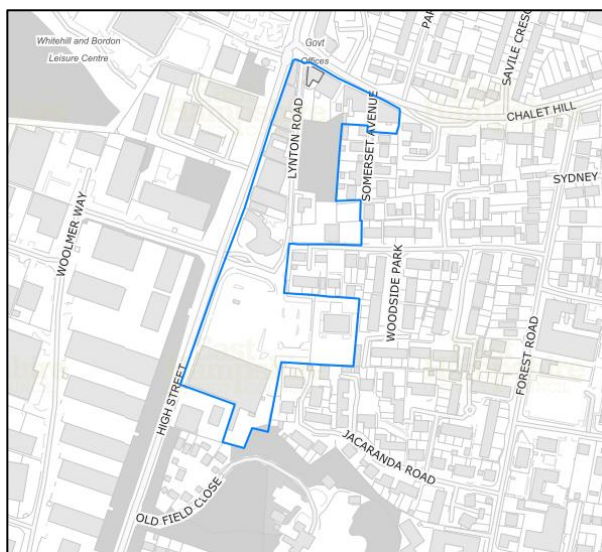 Whitehill and Bordon
Leisure Centre
Govt
Offices
SAVILE CRESC
CHALET HILL
LYNTON ROAD
SOMERSET AVENUE
SYDNEY
WOOLMER WAY
WOODSIDE PARK
FOREST ROAD
HIGH STREET
JACARANDA ROAD
OLD FIELD CLOSE